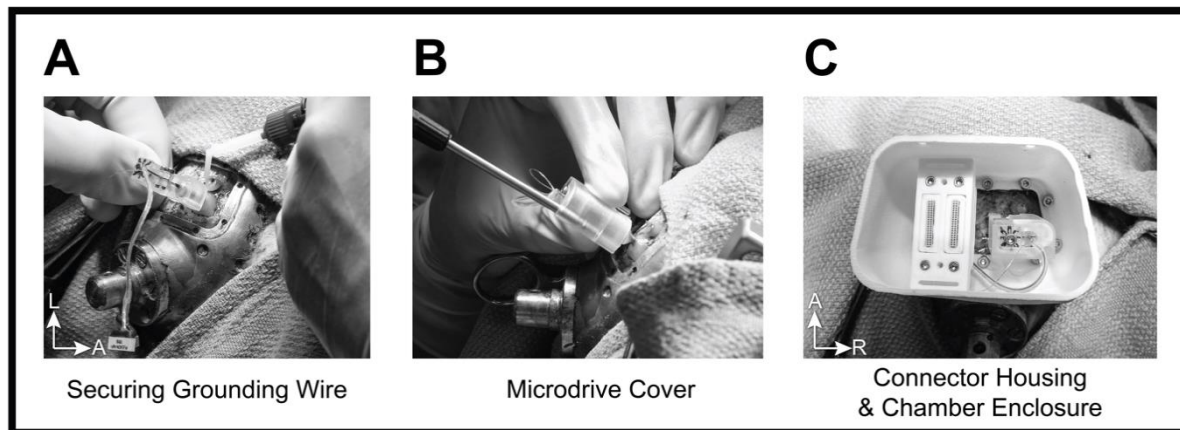 A
B
C
L
A
A
R
Securing Grounding Wire
Microdrive Cover
Connector Housing
& Chamber Enclosure